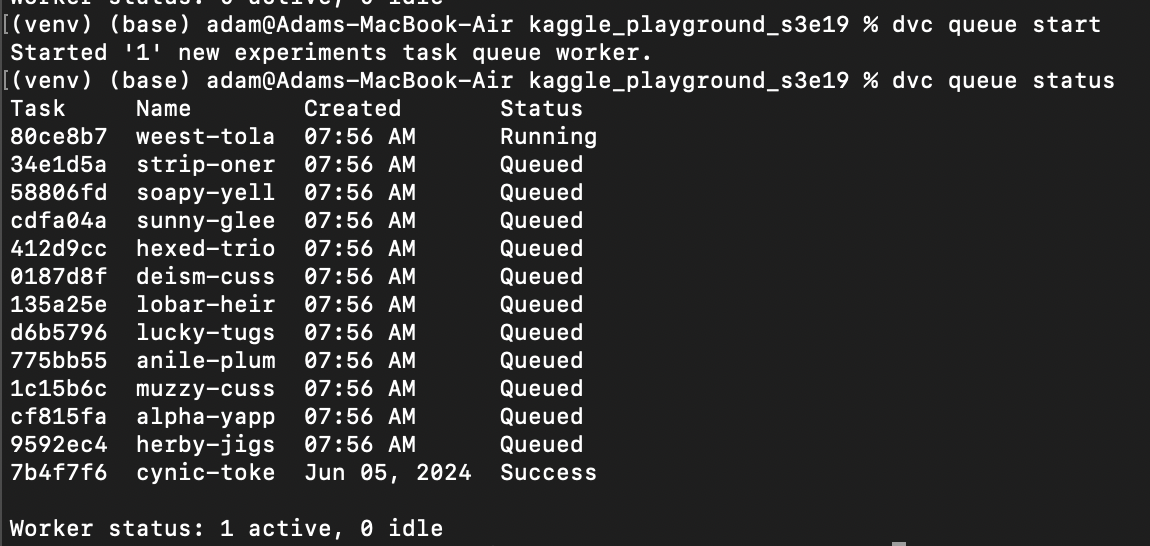 Worker status: 0 active, 0 idle
[(venv) (base) adam@Adams-MacBook-Air kaggle_playground_s3e19 % dvc queue start
Started '1' new experiments task queue worker.
[(venv) (base) adam@Adams-MacBook-Air kaggle_playground_s3e19 % dvc queue status
Task Name Created Status
80ce8b7 weest-tola 07:56 AM Running
34e1d5a strip-oner 07:56 AM Queued
58806fd soapy-yell 07:56 AM Queued
cdfa04a sunny-glee 07:56 AM Queued
412d9cc hexed-trio 07:56 AM Queued
0187d8f deism-cuss 07:56 AM Queued
135a25e lobar-heir 07:56 AM Queued
d6b5796 lucky-tugs 07:56 AM Queued
775bb55 anile-plum 07:56 AM Queued
1c15b6c muzzy-cuss 07:56 AM Queued
cf815fa alpha-yapp 07:56 AM Queued
9592ec4 herby-jigs 07:56 AM Queued
7b4f7f6 cynic-toke Jun 05, 2024 Success
Worker status: 1 active, 0 idle